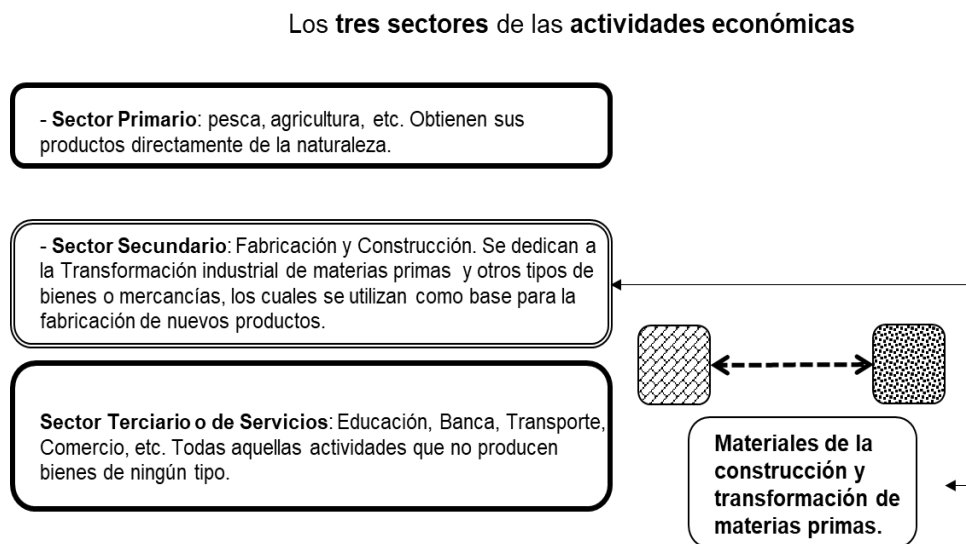 Los tres sectores de las actividades económicas
- Sector Primario: pesca, agricultura, etc. Obtienen sus
productos directamente de la naturaleza.
- Sector Secundario: Fabricación y Construcción. Se dedican a
la Transformación industrial de materias primas y otros tipos de
bienes o mercancías, los cuales se utilizan como base para la
fabricación de nuevos productos.
Sector Terciario o de Servicios: Educación, Banca, Transporte,
Comercio, etc. Todas aquellas actividades que no producen
bienes de ningún tipo.
Materiales de la
construcción y
transformación de
materias primas.